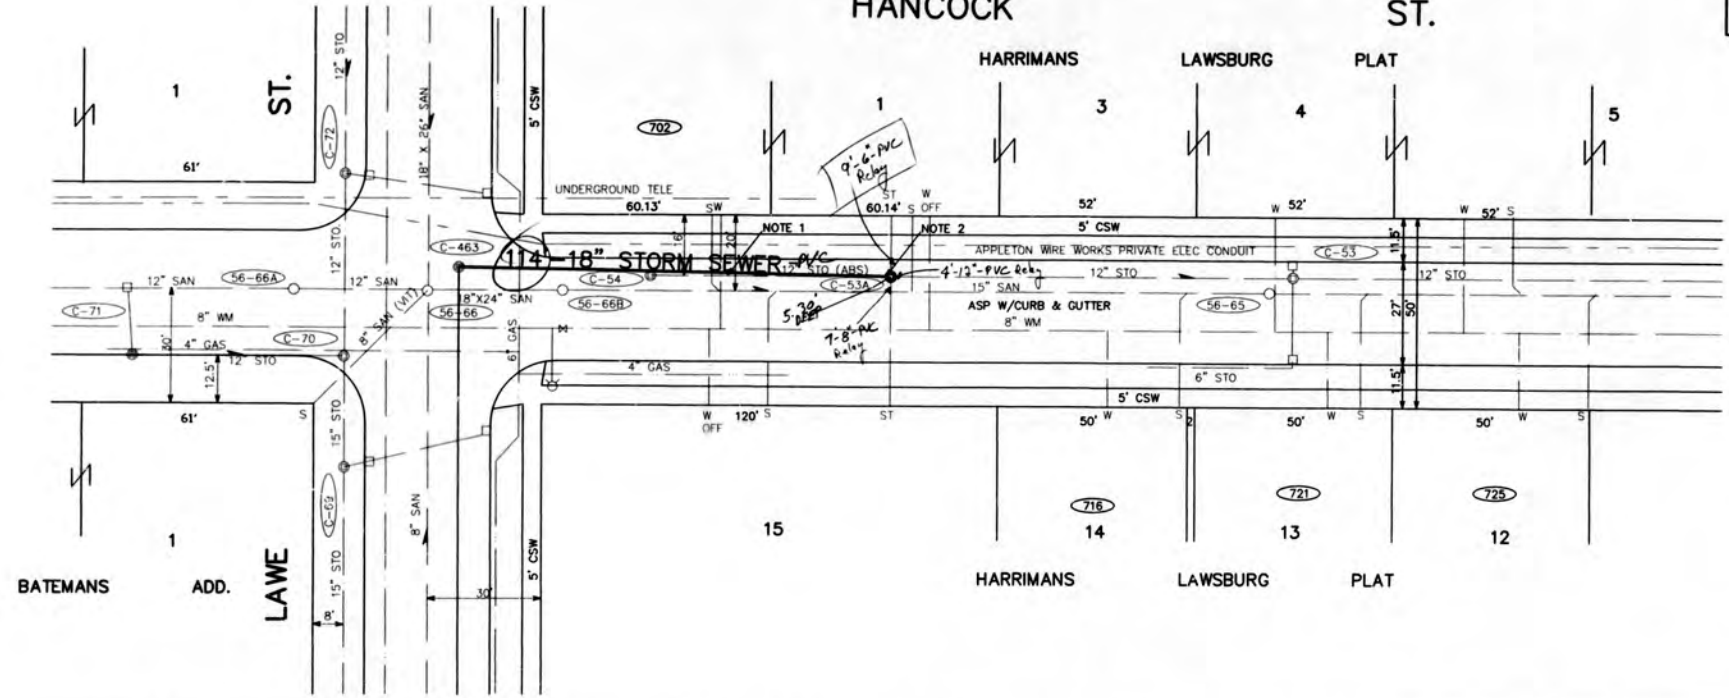 HANCOCK ST.
HARRIMANS LAWSBURG PLAT
1 ST. 12" STO 18" X 26" SAN 5' CSW 702 1 3 4 5
C-72
61'
9'-6"-PVC
Relay
UNDERGROUND TELE
60.13' S W ST 60.14' S W OFF 52' W 52' W 52' S
6' 20' NOTE 1 NOTE 2 5' CSW
C-463 12" STO. APPLETON WIRE WORKS PRIVATE ELEC CONDUIT C-53 11.5'
114'-18" STORM SEWER PVC
12" STO (ABS) 4'-12"-PVC Relay 12" STO 12" STO
12" SAN 56-66A 12" SAN C-54 C-53A 15" SAN
18"X24" SAN 56-66B 56-65
C-71 56-66 ASP W/CURB & GUTTER 27' 50'
8" WM 8" SAN (VIT) 6" GAS 8" WM
5.30' DEEP
7'-8"-PVC
Relay
C-70
4" GAS 30'
12" STO 12.5' 4" GAS 6" STO 11.5'
5' CSW
61' S 15" STO W OFF 120' S ST 50' W S 2 50' W S 50' W S
C-69 8" SAN
716 721 725
1 15 14 13 12
BATEMANS ADD. LAWE 15" STO 5' CSW HARRIMANS LAWSBURG PLAT
8' 30'